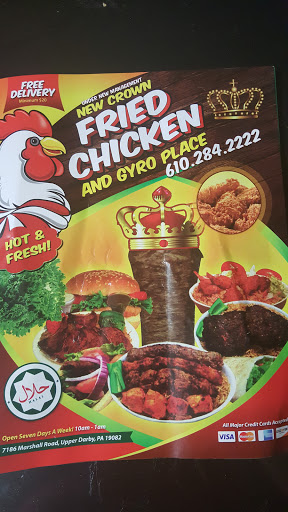 FREE
DELIVERY
Minimum $20
UNDER NEW MANAGEMENT
NEW CROWN
FRIED
CHICKEN
AND GYRO PLACE
610.284.2222
HOT &
FRESH!
حلال
HALAL
Open Seven Days A Week! 10am - 1am
7186 Marshall Road, Upper Darby, PA 19082
All Major Credit Cards Accepted
VISA